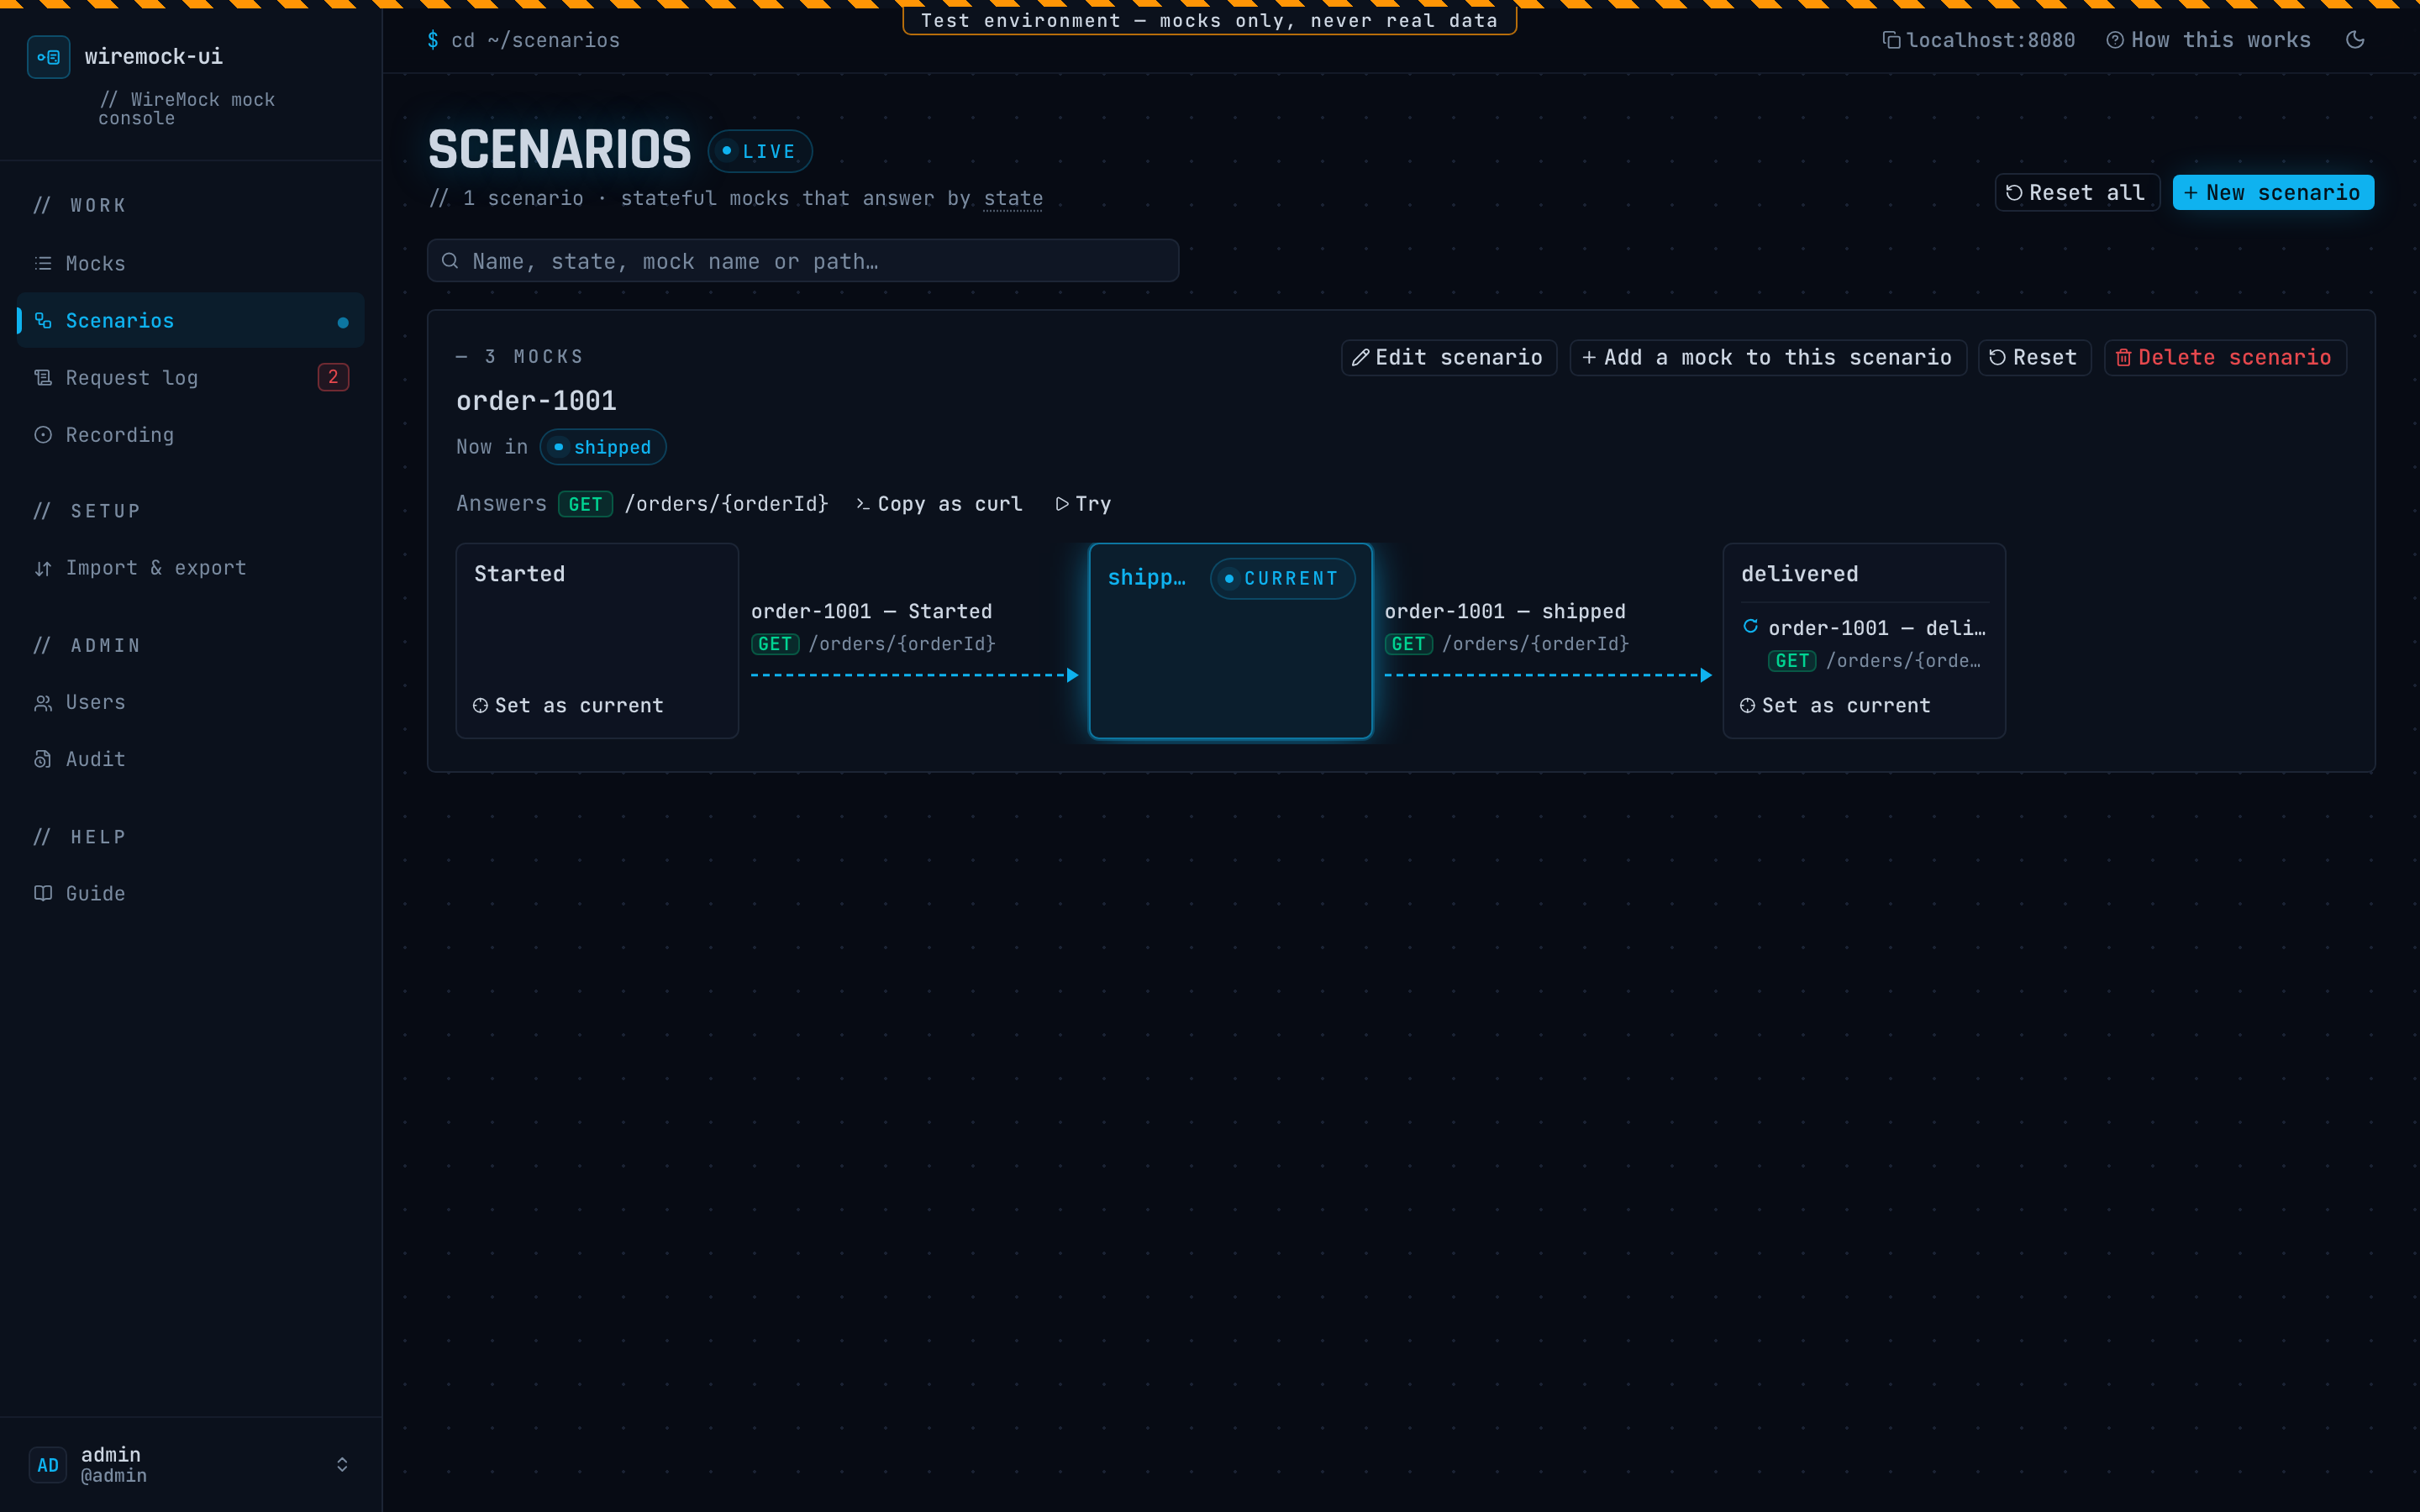 Test environment — mocks only, never real data
wiremock-ui
// WireMock mock
console
// WORK
Mocks
Scenarios
Request log 2
Recording
// SETUP
Import & export
// ADMIN
Users
Audit
// HELP
Guide
AD admin
@admin
$ cd ~/scenarios
localhost:8080 How this works
SCENARIOS LIVE
// 1 scenario · stateful mocks that answer by state
Reset all + New scenario
Name, state, mock name or path…
— 3 MOCKS
Edit scenario + Add a mock to this scenario Reset Delete scenario
order-1001
Now in shipped
Answers GET /orders/{orderId} Copy as curl Try
Started
Set as current
order-1001 — Started
GET /orders/{orderId}
shipp… CURRENT
order-1001 — shipped
GET /orders/{orderId}
delivered
order-1001 — deli…
GET /orders/{orde…
Set as current